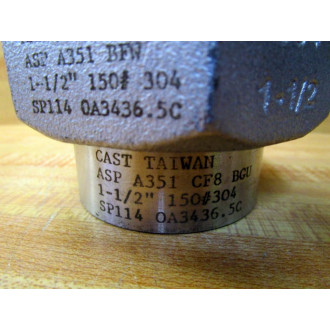 ASP A351 BFW
1-1/2" 150# 304
SP114 OA3436.5C
1-1/2
CAST TAIWAN
ASP A351 CF8 BGU
1-1/2" 150#304
SP114 OA3436.5C